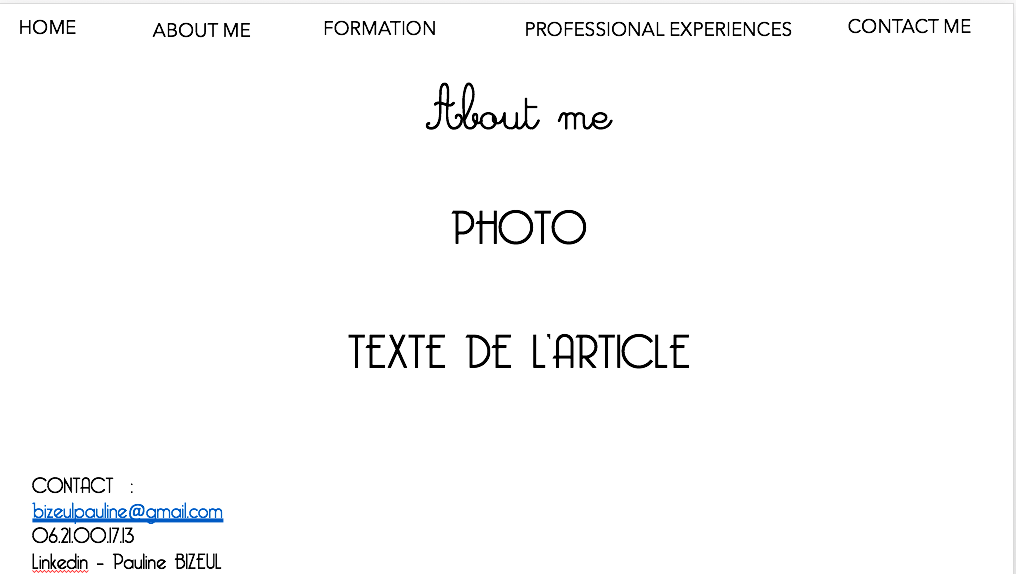 HOME ABOUT ME FORMATION PROFESSIONAL EXPERIENCES CONTACT ME
About me
PHOTO
TEXTE DE L'ARTICLE
CONTACT :
bizeulpauline@gmail.com
06.21.00.17.13
Linkedin - Pauline BIZEUL